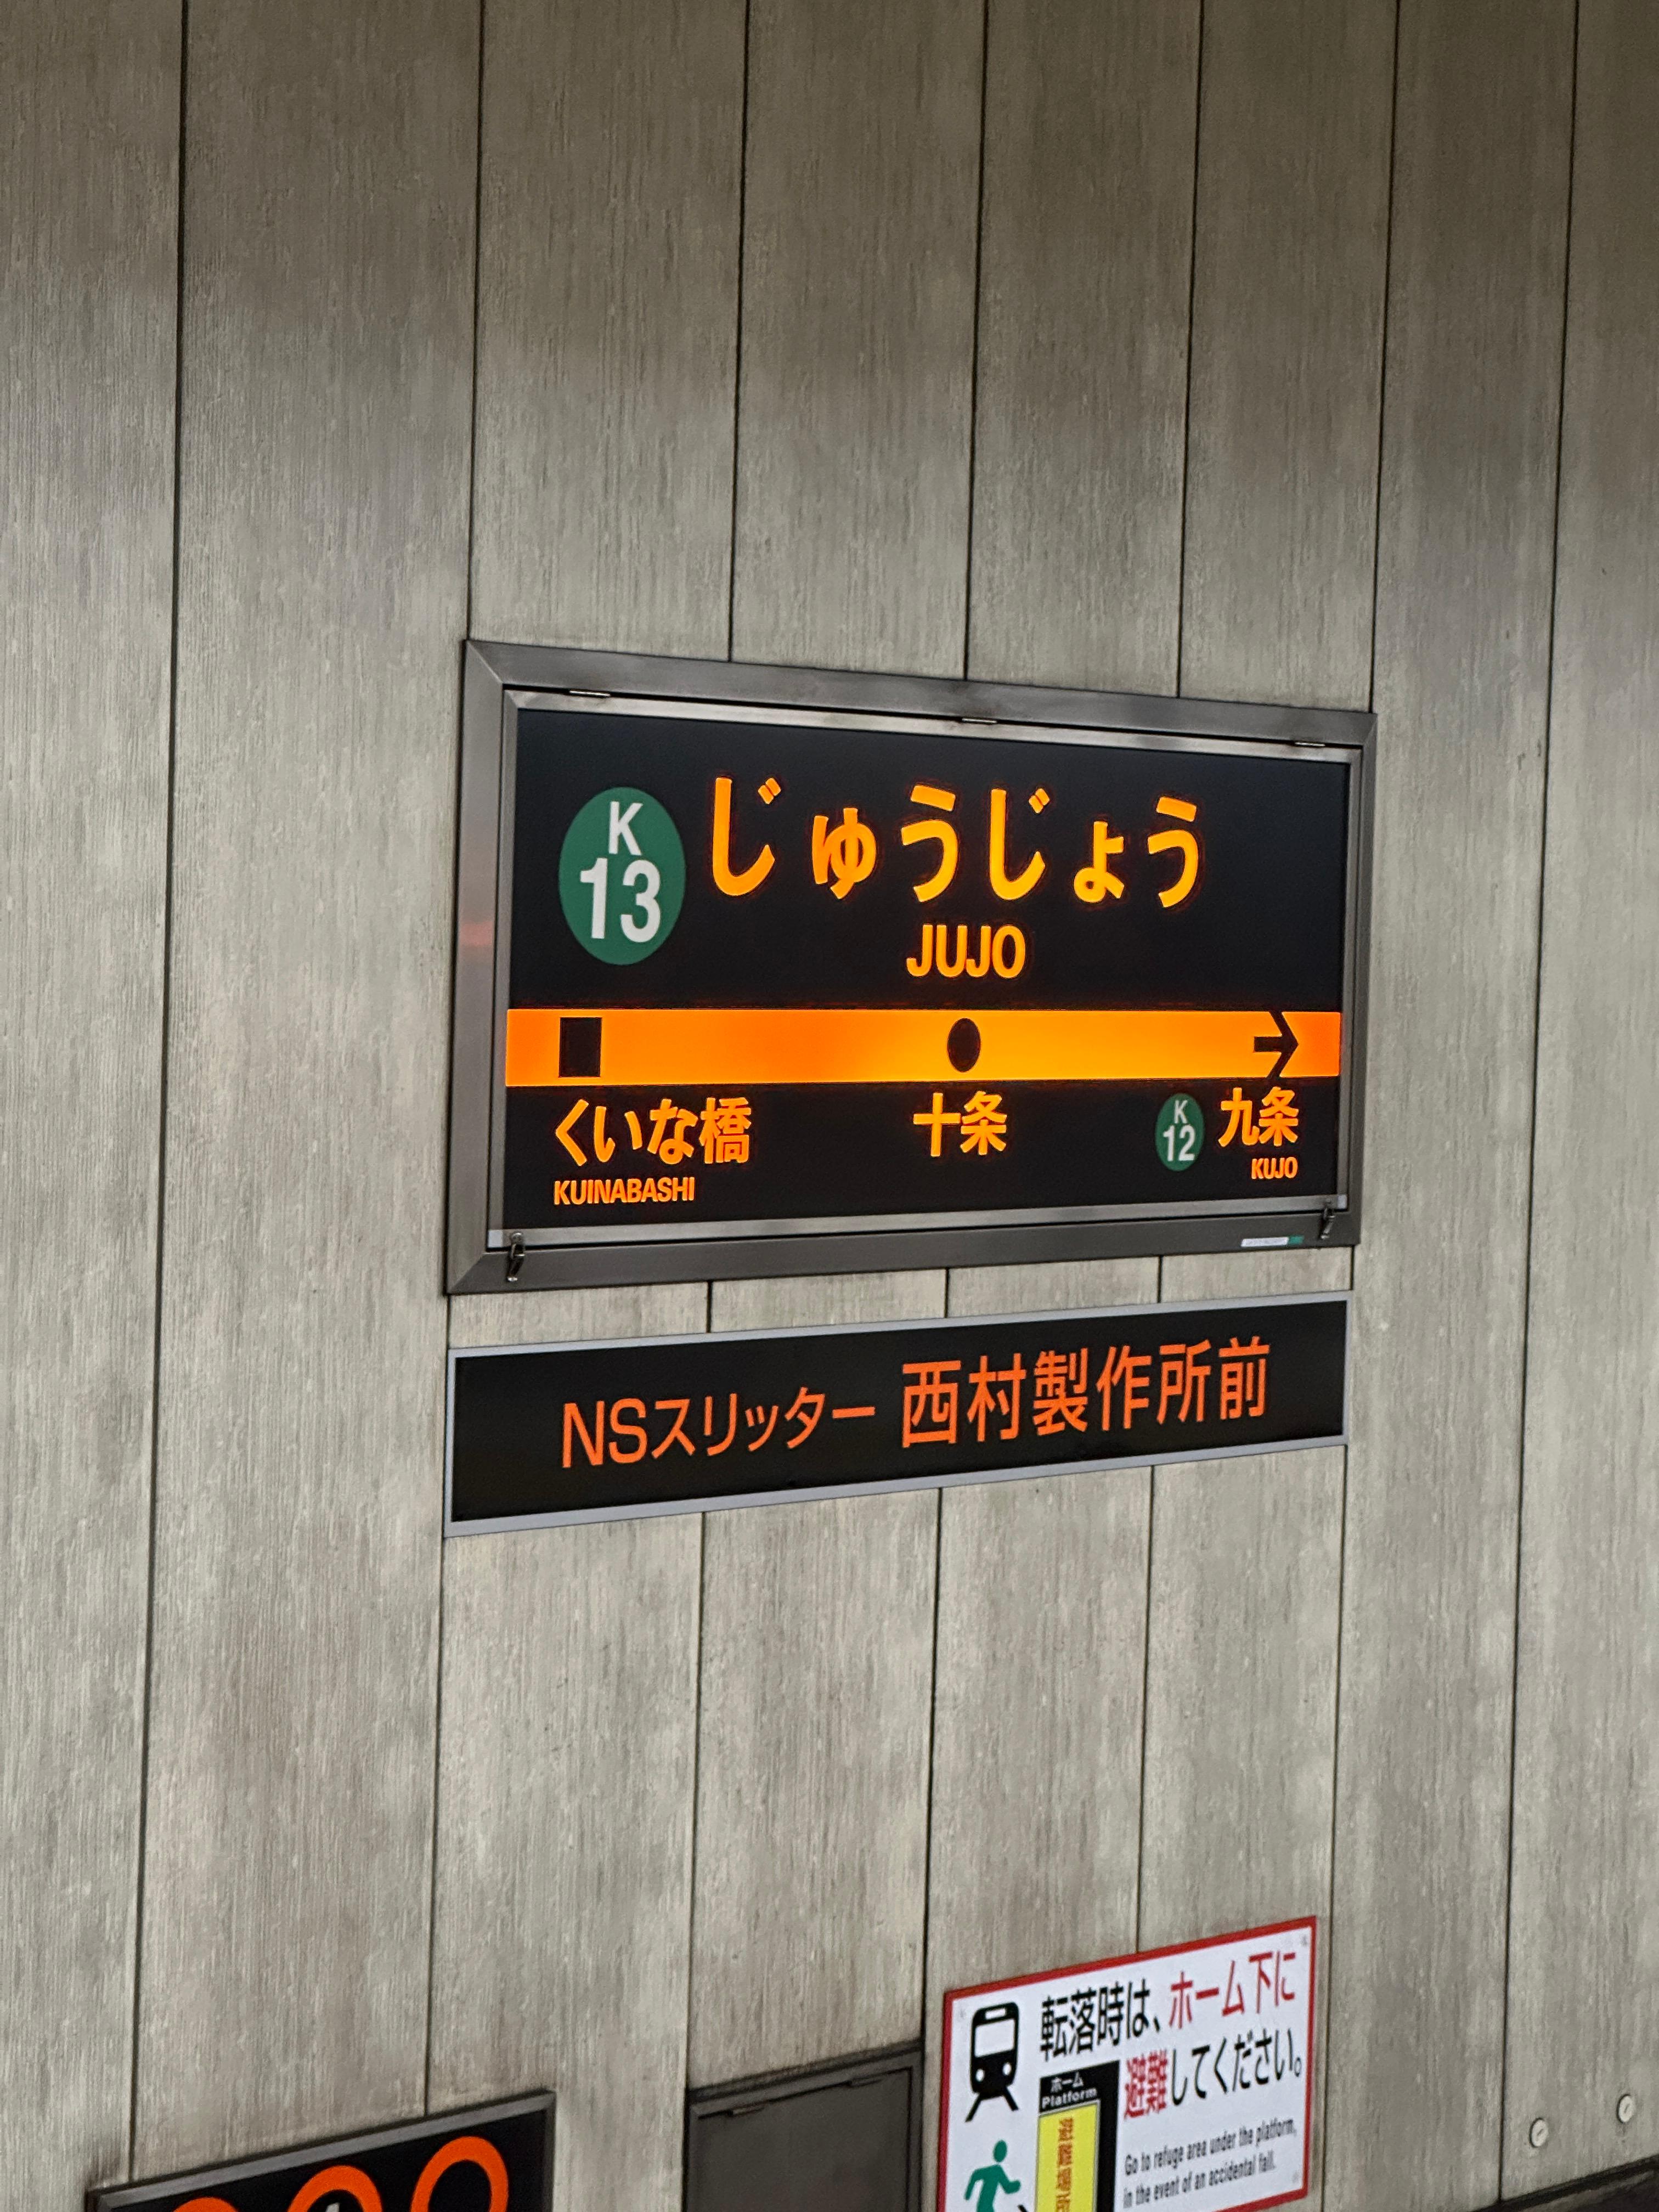 K
13
じゅうじょう
JUJO
くいな橋
KUINABASHI
十条
K
12
九条
KUJO
NSスリッター 西村製作所前
転落時は、ホーム下に
避難してください。
ホーム
Platform
Go to refuge area under the platform,
in the event of an accidental fall.